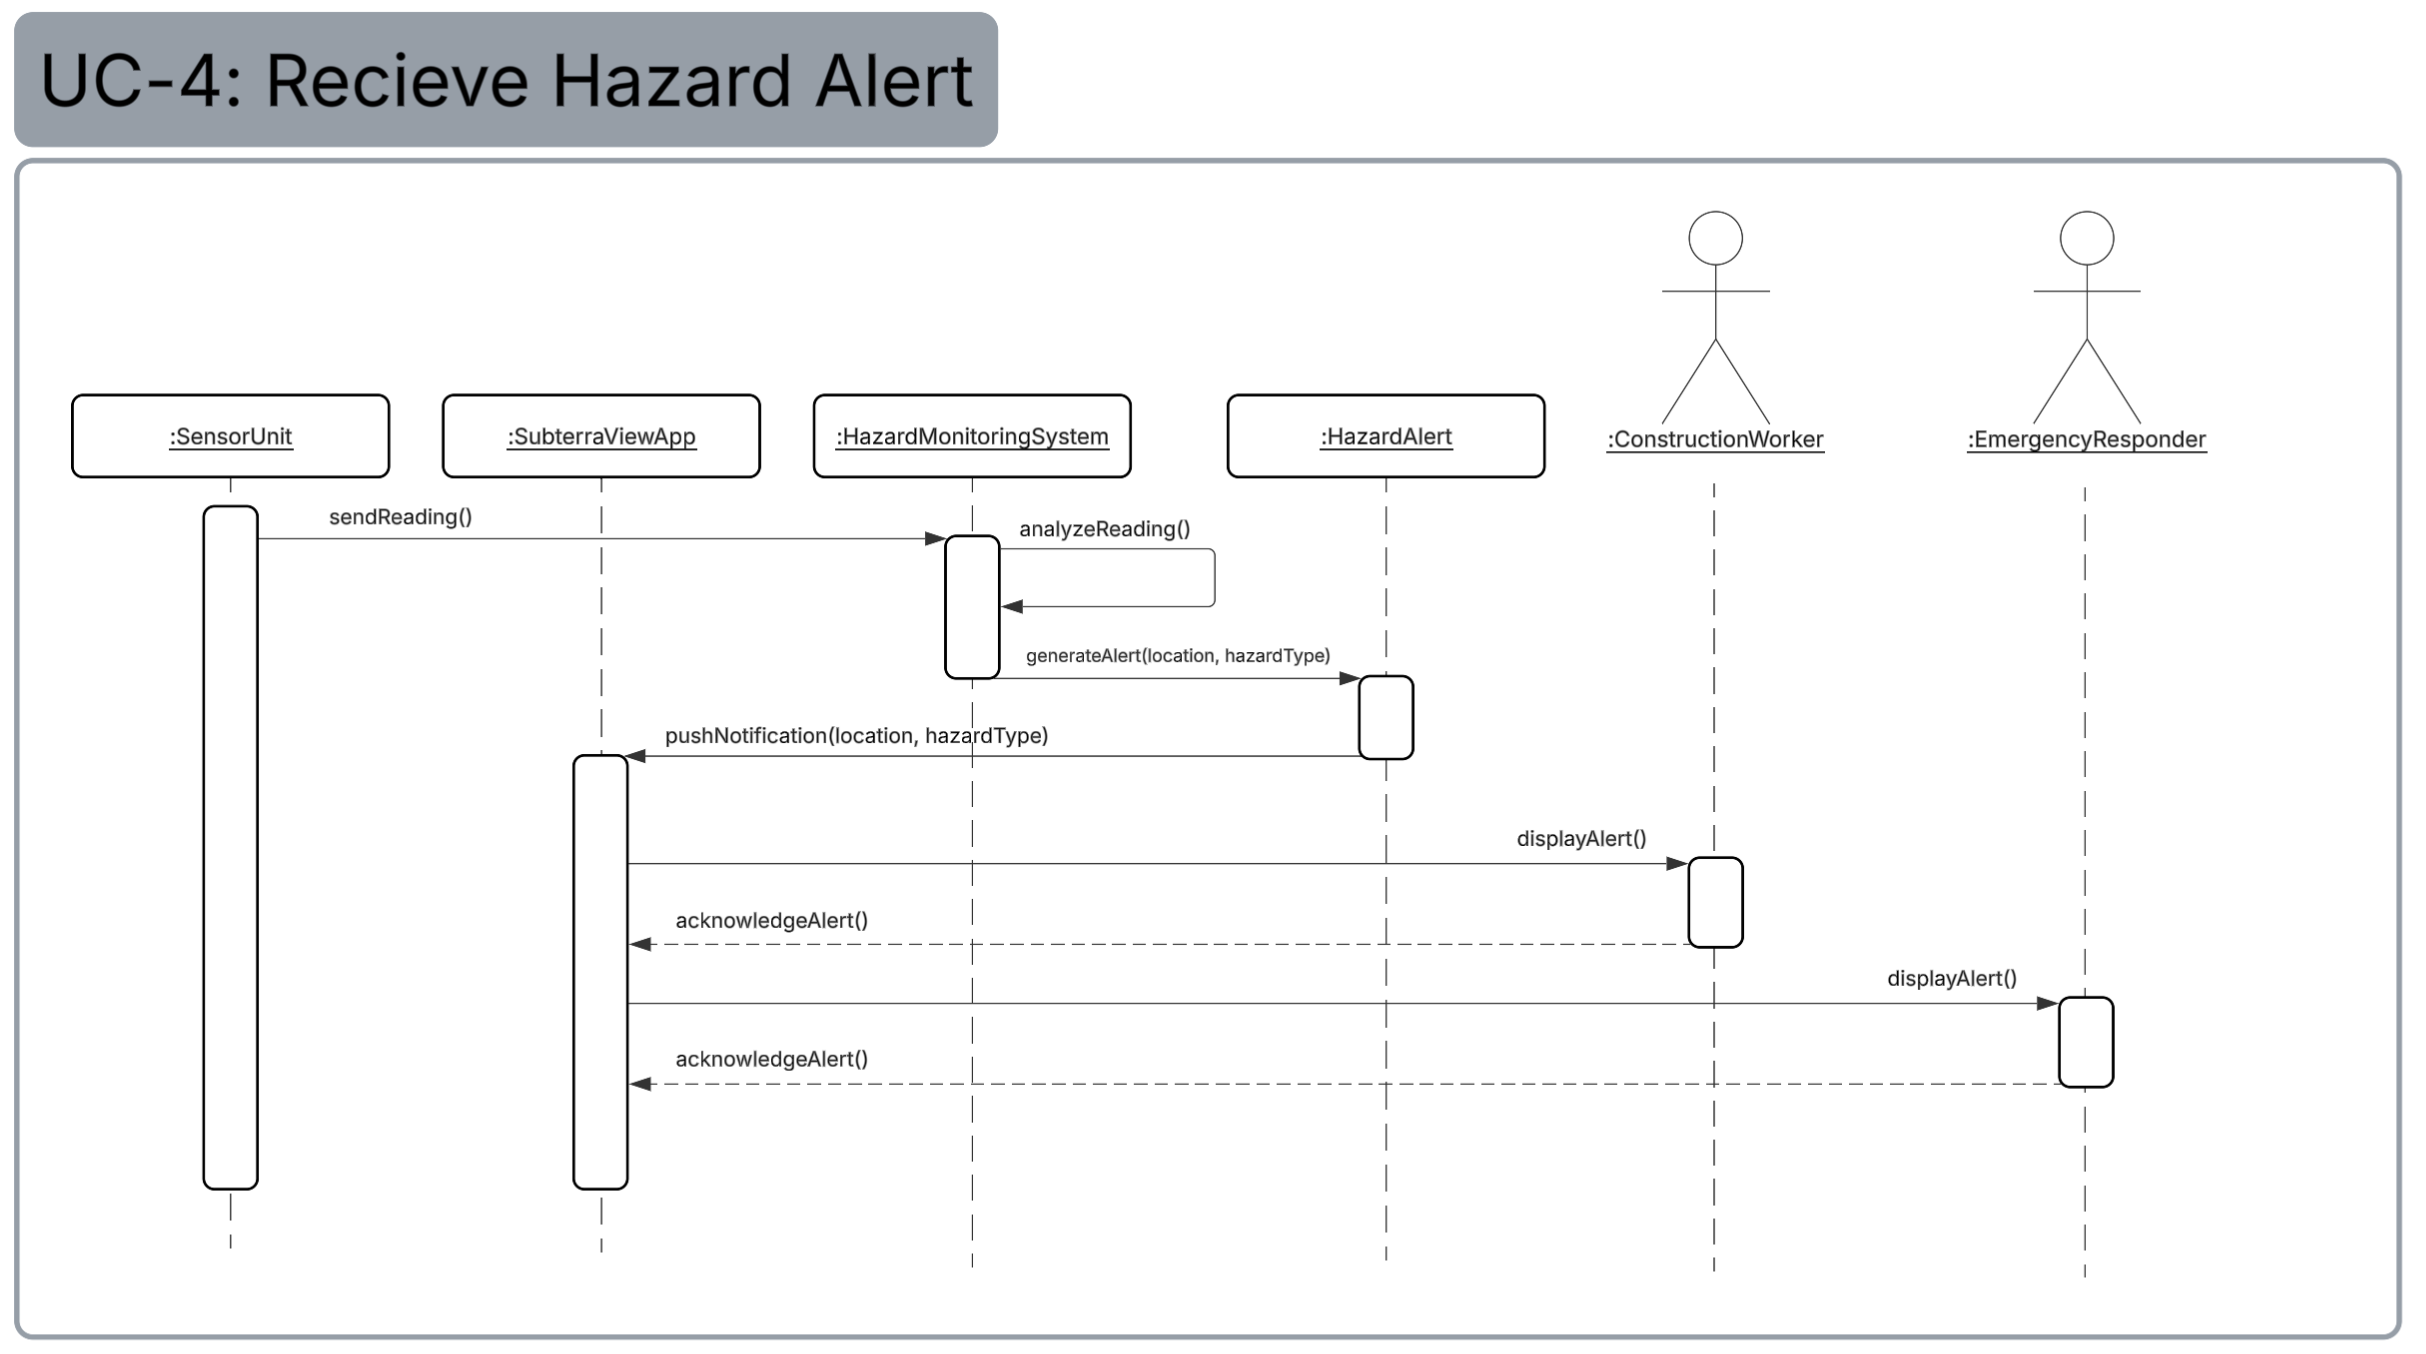 UC-4: Recieve Hazard Alert
:SensorUnit
:SubterraViewApp
:HazardMonitoringSystem
:HazardAlert
:ConstructionWorker
:EmergencyResponder
sendReading()
analyzeReading()
generateAlert(location, hazardType)
pushNotification(location, hazardType)
displayAlert()
acknowledgeAlert()
displayAlert()
acknowledgeAlert()